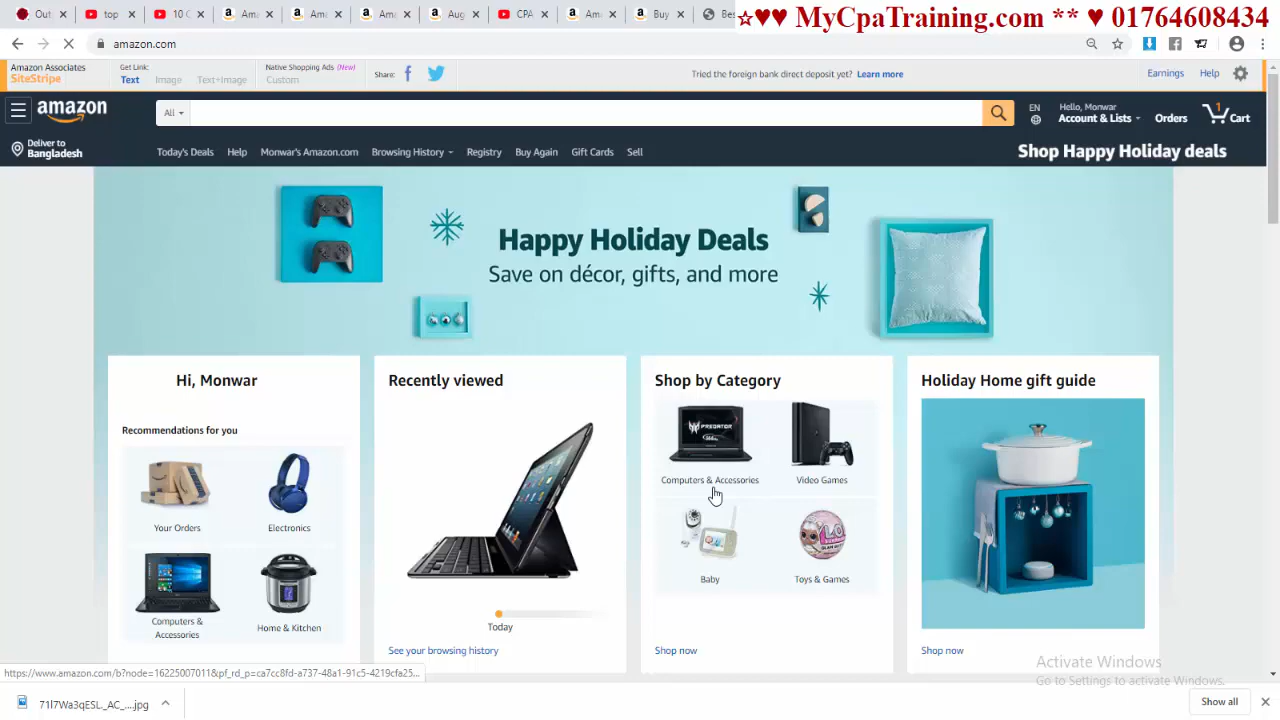 Out
top
10 C
Am
Am
Am
Aug
CPA
Am
Buy
Bes
☆♥♥ MyCpaTraining.com ** ♥ 01764608434
amazon.com
Amazon Associates
SiteStripe
Get Link:
Text
Image
Text+Image
Native Shopping Ads (New)
Custom
Share:
Tried the foreign bank direct deposit yet? Learn more
Earnings
Help
amazon
All
EN
Hello, Monwar
Account & Lists
Orders
1
Cart
Deliver to
Bangladesh
Today's Deals
Help
Monwar's Amazon.com
Browsing History
Registry
Buy Again
Gift Cards
Sell
Shop Happy Holiday deals
Happy Holiday Deals
Save on décor, gifts, and more
Hi, Monwar
Recommendations for you
Your Orders
Electronics
Computers &
Accessories
Home & Kitchen
Recently viewed
Today
See your browsing history
Shop by Category
PREDATOR
Computers & Accessories
Video Games
Baby
Toys & Games
Shop now
Holiday Home gift guide
Shop now
Activate Windows
Go to Settings to activate Windows.
https://www.amazon.com/b?node=16225007011&pf_rd_p=ca7cc8fd-a737-48a1-91c5-4219cfa25...
71l7Wa3qESL._AC_...jpg
Show all